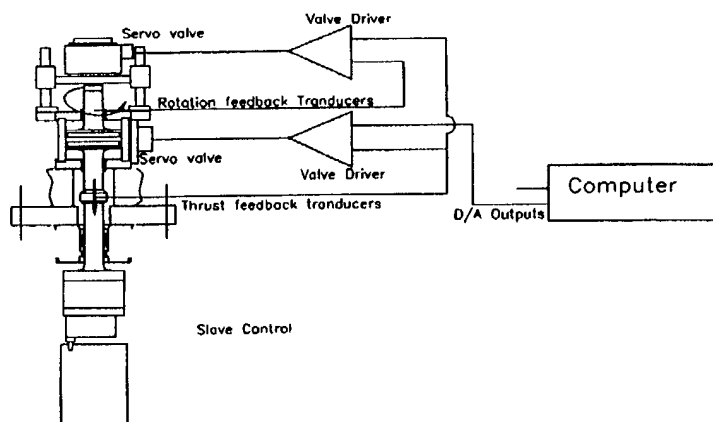 Valve Driver
Servo valve
Rotation feedback Tranducers
Servo valve
Valve Driver
Computer
Thrust feedback tranducers
D/A Outputs
Slave Control